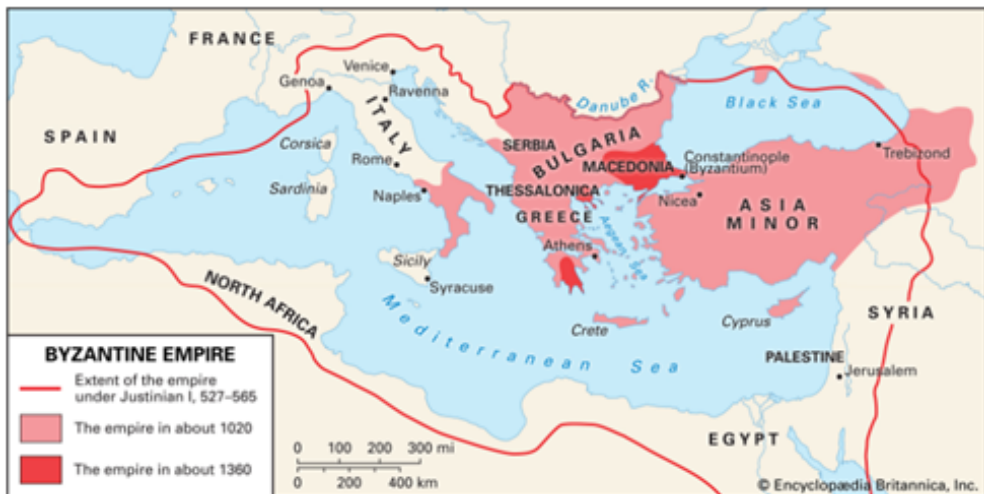 FRANCE
Venice
Genoa
Ravenna
Danube R.
Black Sea
SPAIN
ITALY
Corsica
SERBIA
BULGARIA
Rome
MACEDONIA
Constantinople
(Byzantium)
Trebizond
Sardinia
Naples
THESSALONICA
Nicea
ASIA
MINOR
GREECE
Aegean Sea
Athens
Sicily
Syracuse
NORTH AFRICA
Mediterranean Sea
Crete
Cyprus
SYRIA
PALESTINE
Jerusalem
EGYPT
BYZANTINE EMPIRE
Extent of the empire
under Justinian I, 527–565
The empire in about 1020
The empire in about 1360
0 100 200 300 mi
0 200 400 km
© Encyclopædia Britannica, Inc.